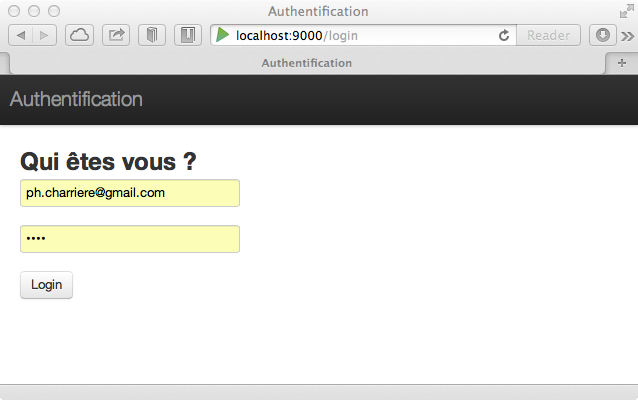 Authentification
localhost:9000/login
Reader
Authentification
Authentification
Qui êtes vous ?
ph.charriere@gmail.com
••••
Login